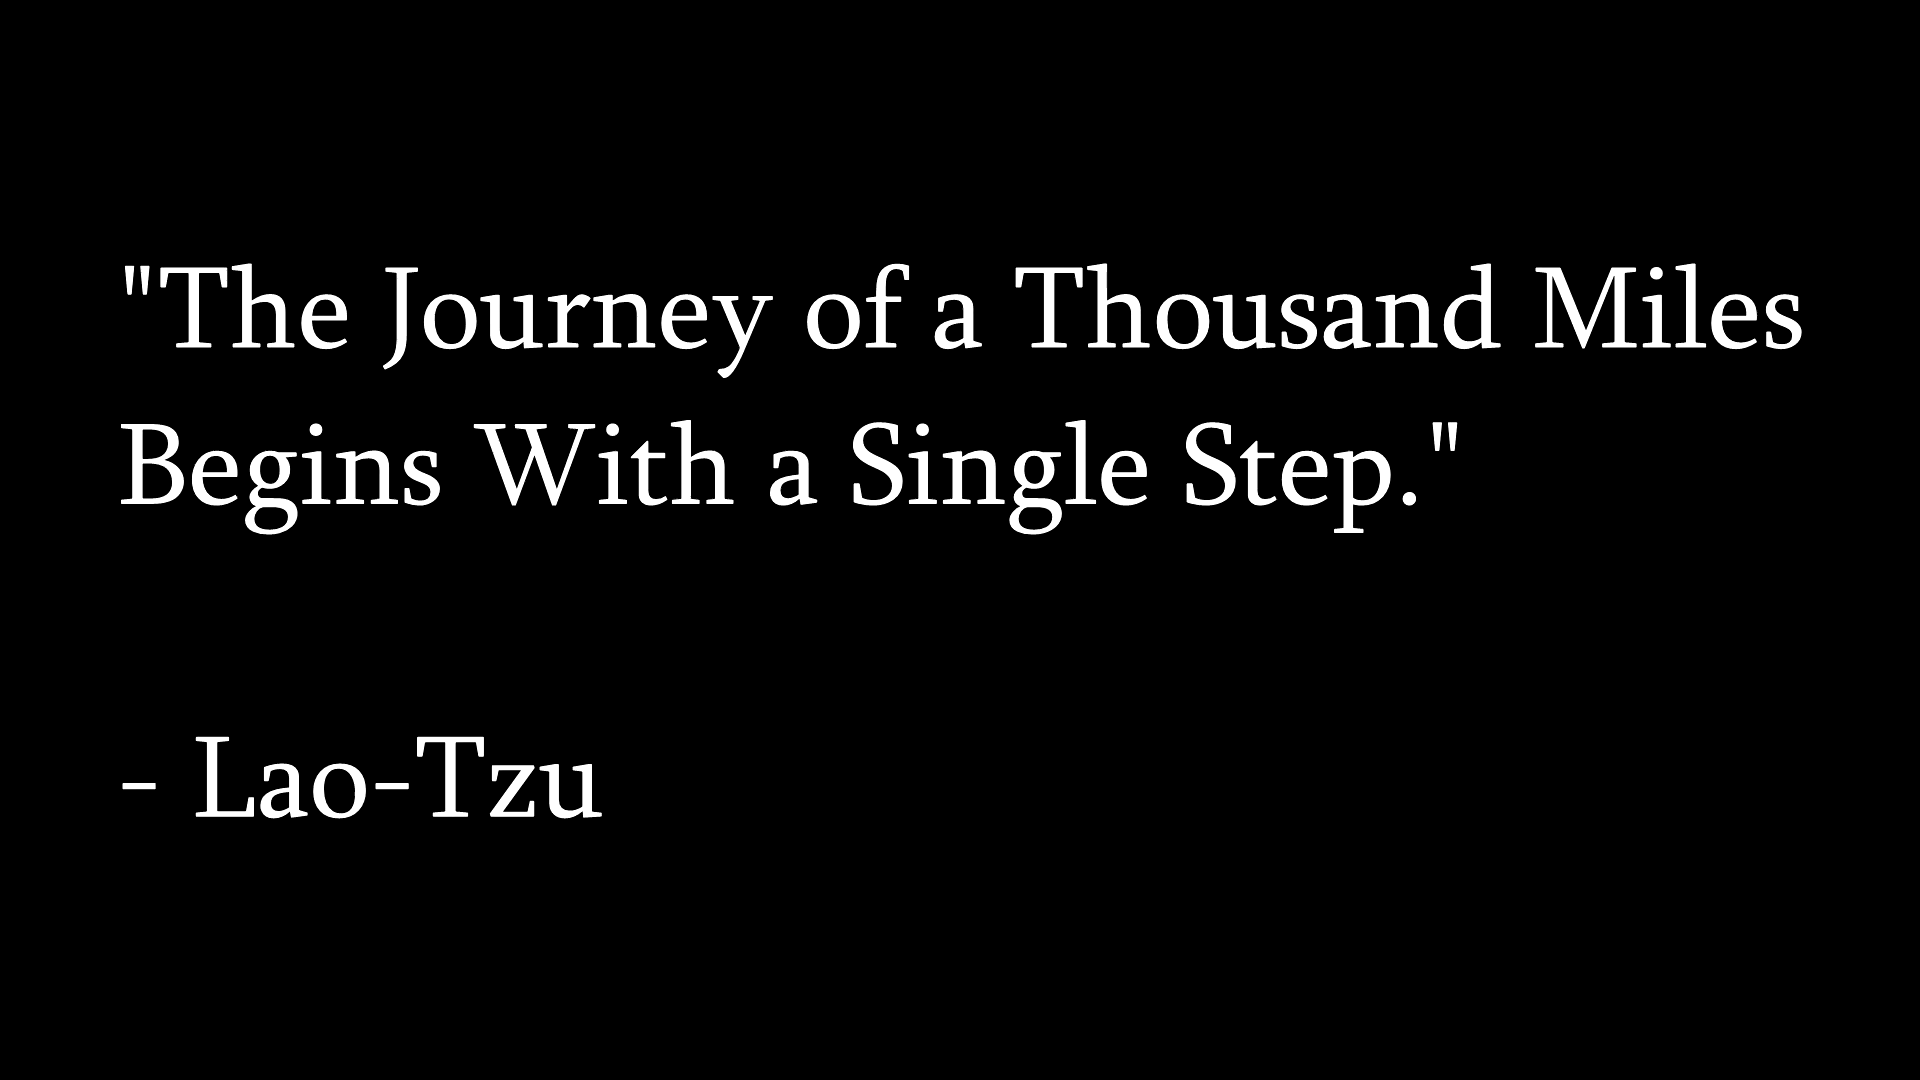 "The Journey of a Thousand Miles
Begins With a Single Step."
- Lao-Tzu